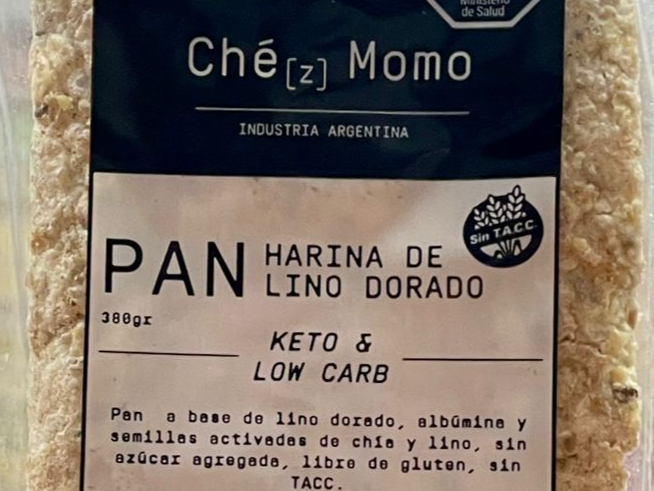 Ministerio
de Salud
Ché[z] Momo
INDUSTRIA ARGENTINA
Sin T.A.C.C.
PAN HARINA DE
LINO DORADO
380gr
KETO &
LOW CARB
Pan a base de lino dorado, albúmina y
semillas activadas de chía y lino, sin
azúcar agregada, libre de gluten, sin
TACC.